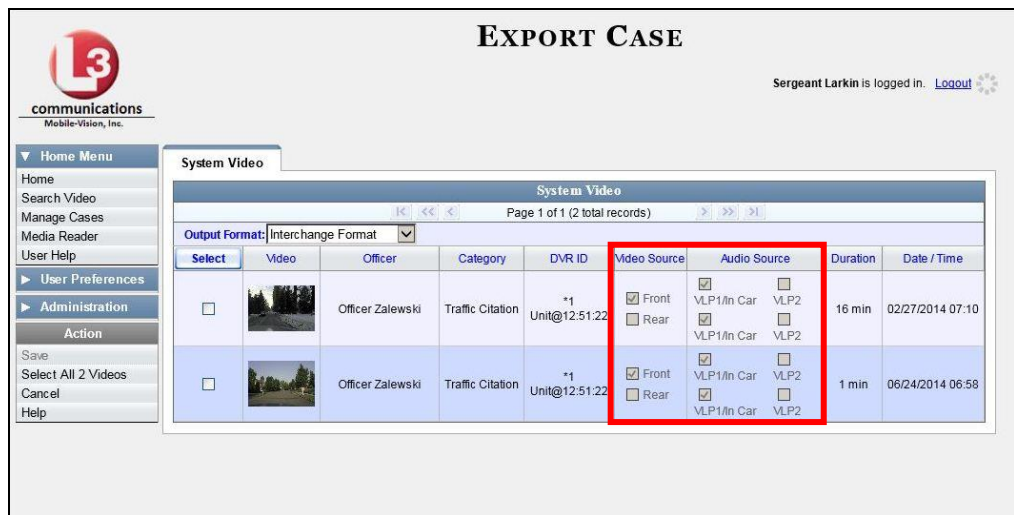 EXPORT CASE
L3
communications
Mobile-Vision, Inc.
Sergeant Larkin is logged in. Logout
▼ Home Menu
Home
Search Video
Manage Cases
Media Reader
User Help
► User Preferences
► Administration
Action
Save
Select All 2 Videos
Cancel
Help
System Video
System Video
|< << < Page 1 of 1 (2 total records) > >> >|
Output Format: Interchange Format
Select Video Officer Category DVR ID Video Source Audio Source Duration Date / Time
Officer Zalewski Traffic Citation *1 Unit@12:51:22 Front Rear VLP1/In Car VLP2 VLP1/In Car VLP2 16 min 02/27/2014 07:10
Officer Zalewski Traffic Citation *1 Unit@12:51:22 Front Rear VLP1/In Car VLP2 VLP1/In Car VLP2 1 min 06/24/2014 06:58